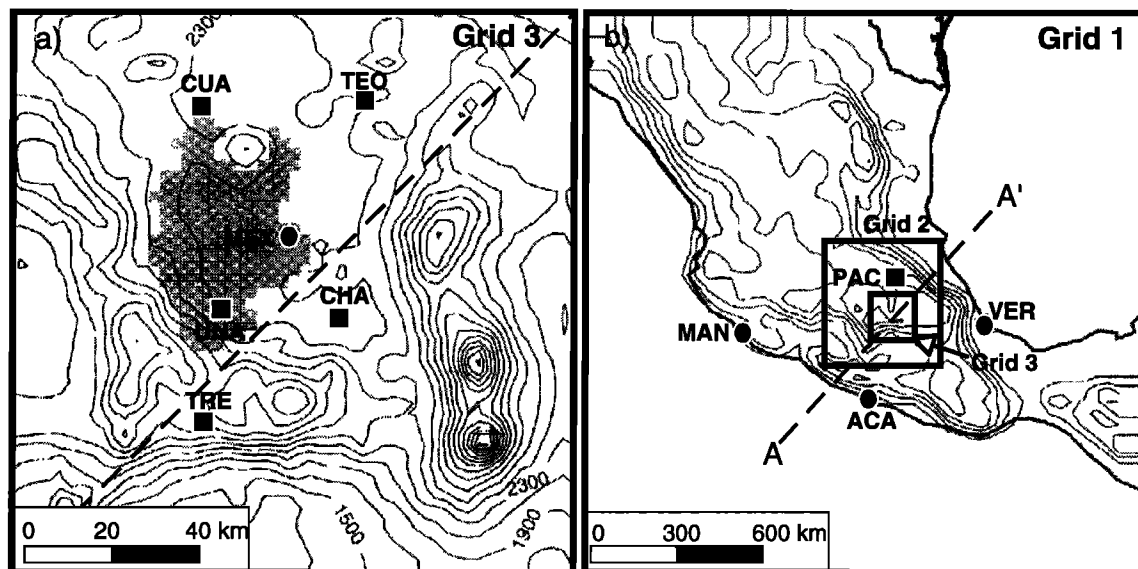 a)
Grid 3
2300
CUA
TEO
CHA
TRE
2300
1900
1500
0 20 40 km
b)
Grid 1
A'
Grid 2
PAC
MAN
VER
Grid 3
ACA
A
0 300 600 km